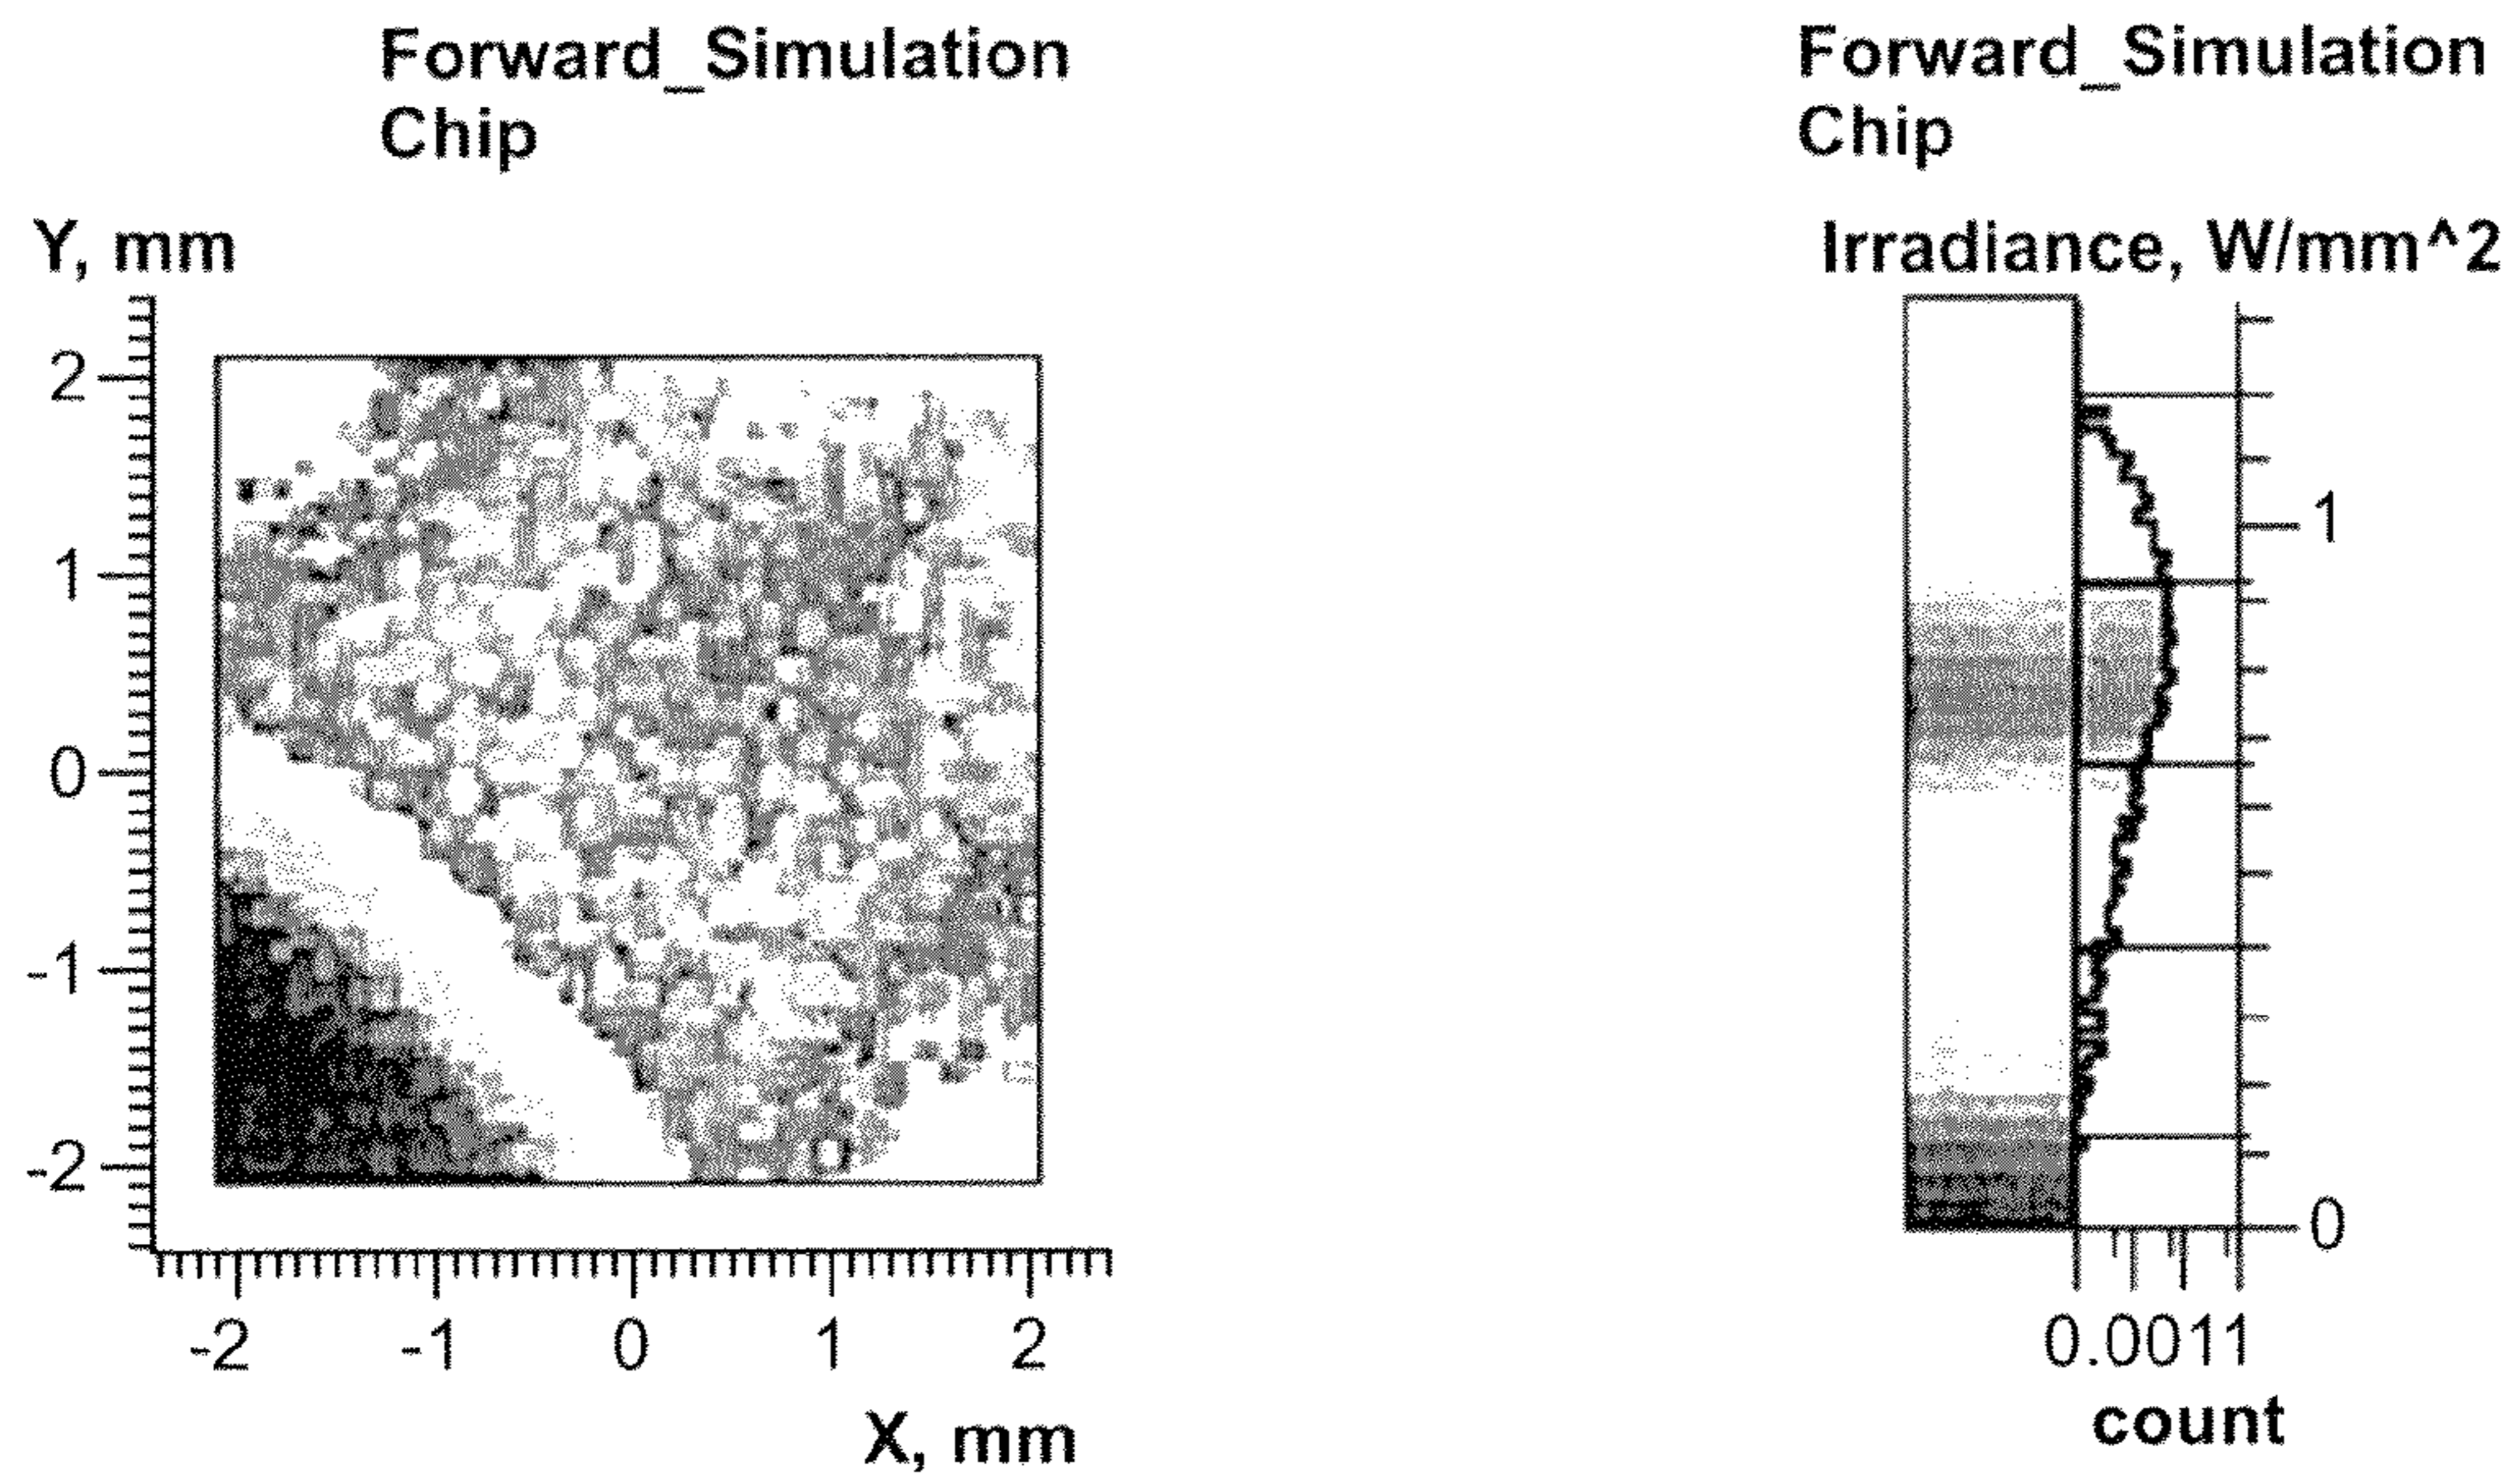 Forward_Simulation
Chip
Y, mm
2
1
0
-1
-2
-2 -1 0 1 2
X, mm
Forward_Simulation
Chip
Irradiance, W/mm^2
1
0
0.0011
count